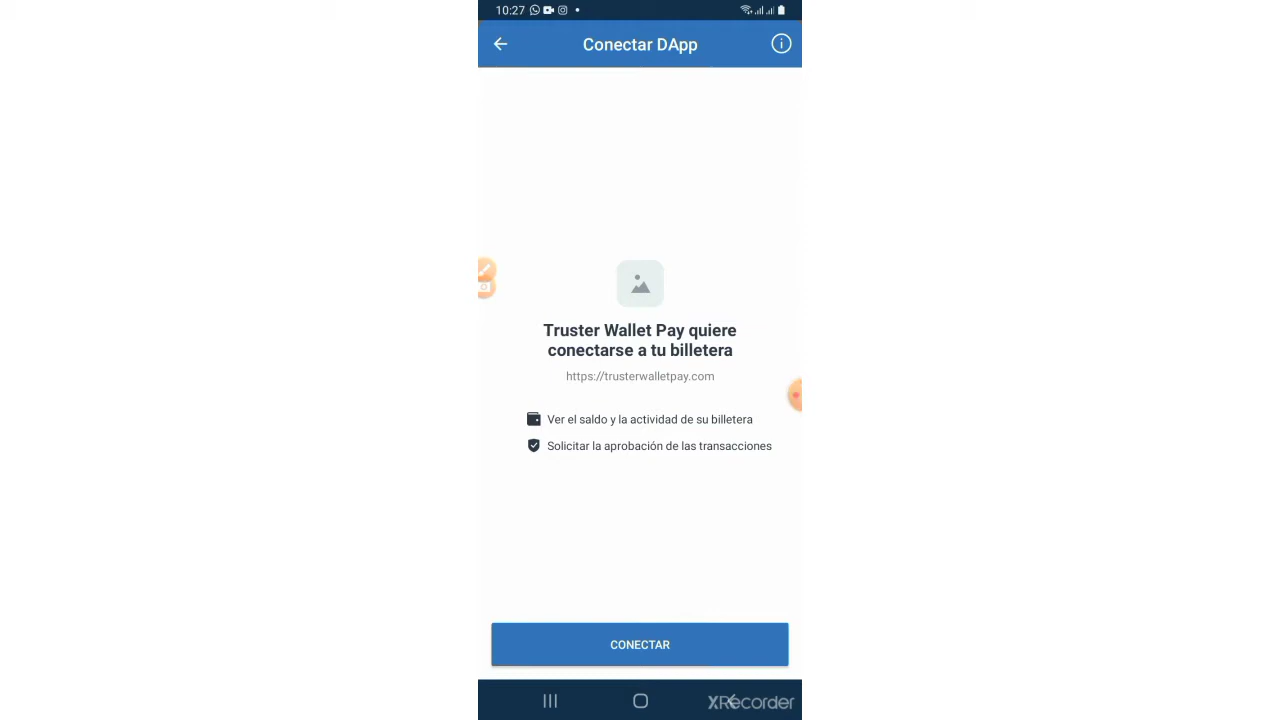 10:27
Conectar DApp
Truster Wallet Pay quiere
conectarse a tu billetera
https://trusterwalletpay.com
Ver el saldo y la actividad de su billetera
Solicitar la aprobación de las transacciones
CONECTAR
XRecorder